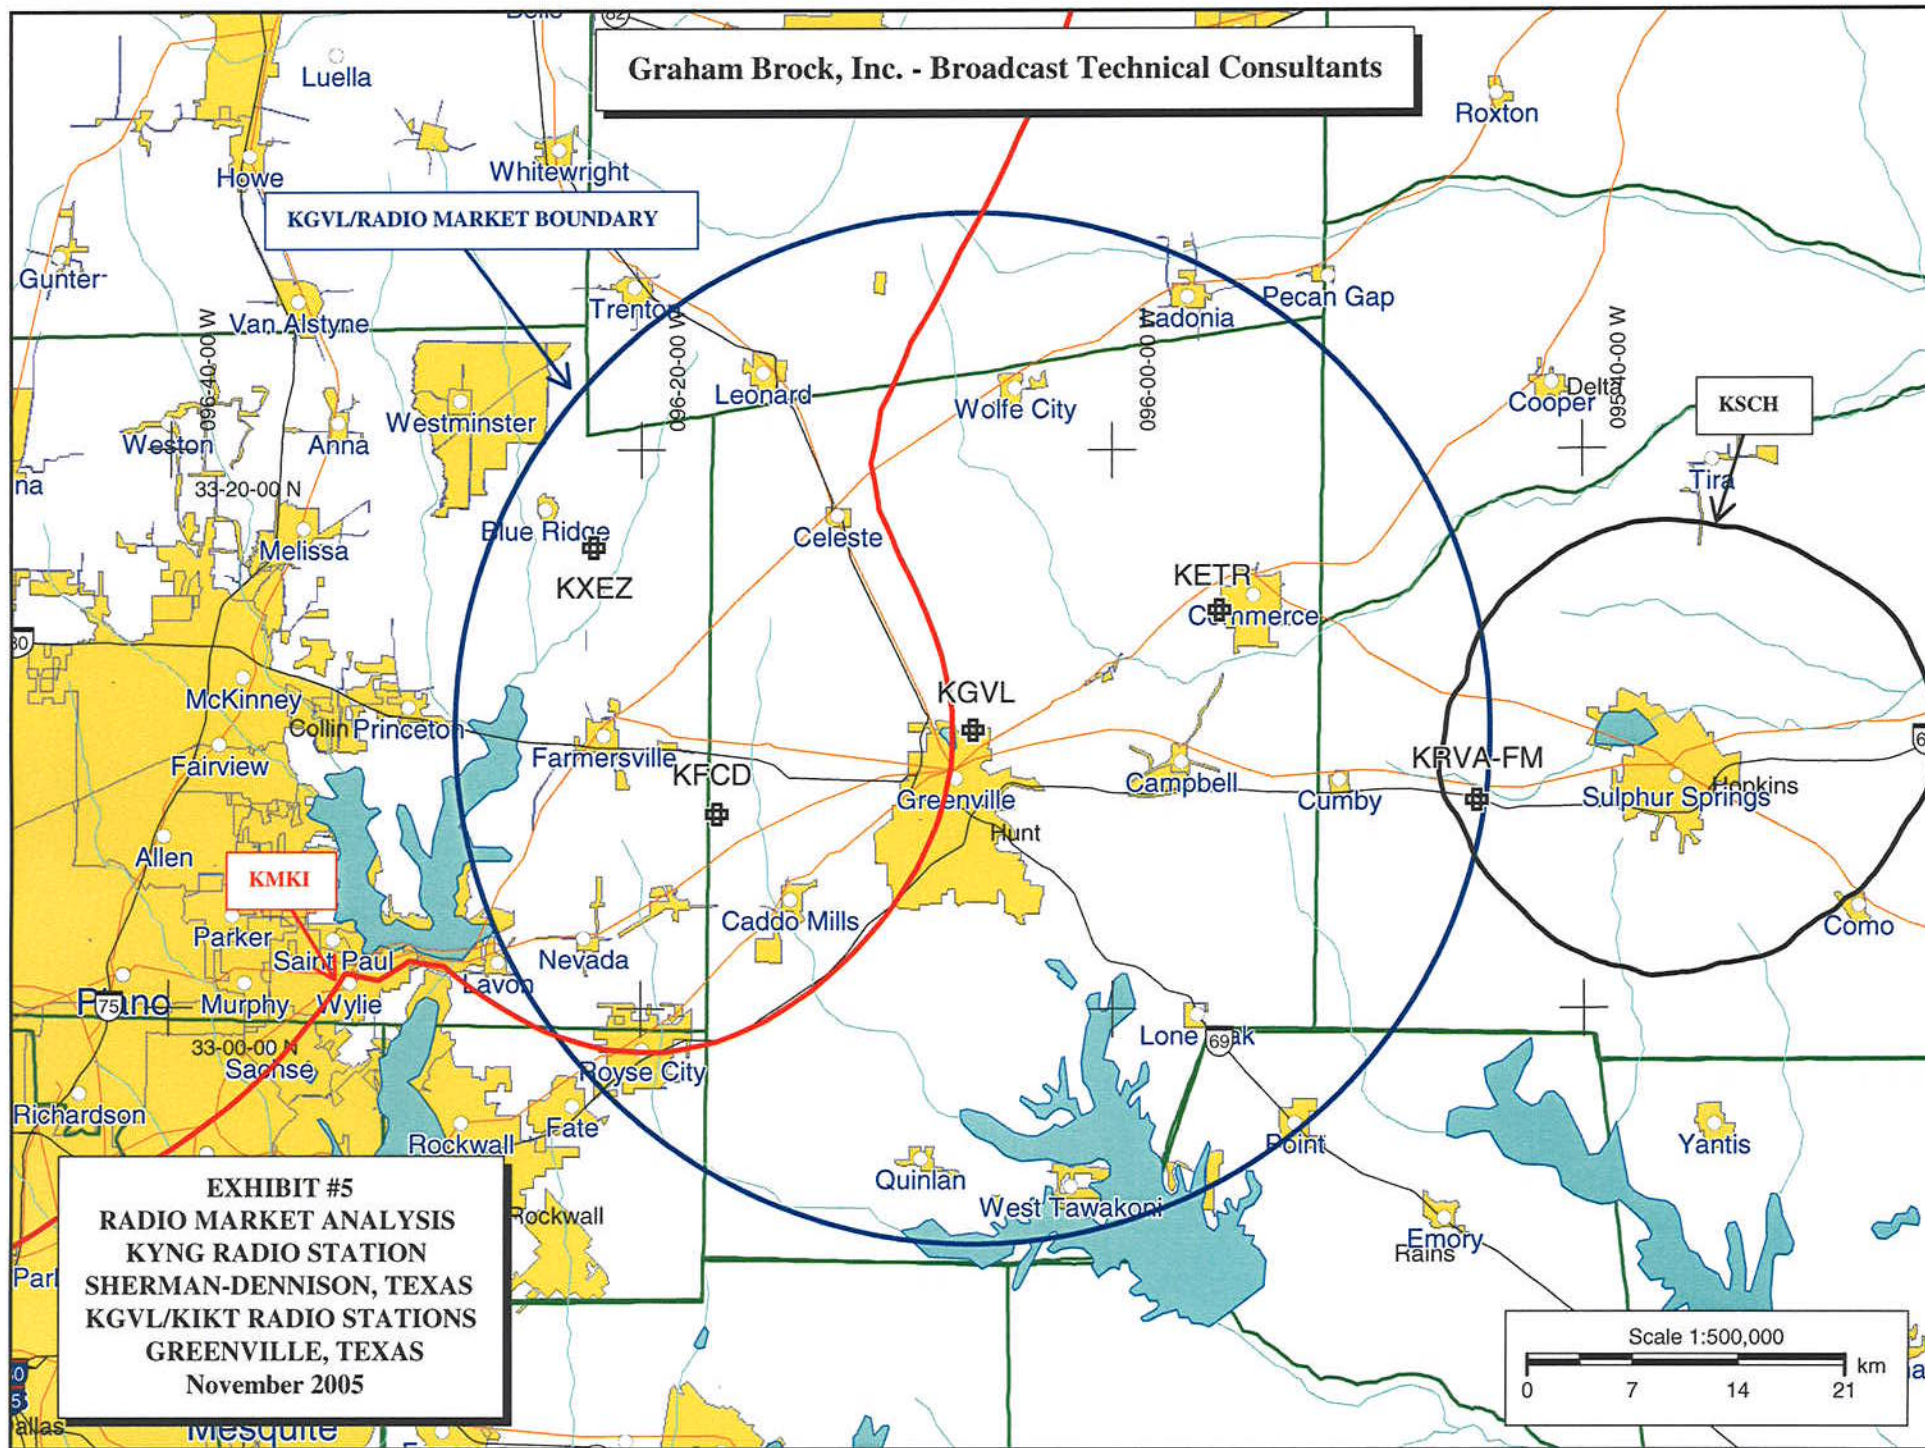 Graham Brock, Inc. - Broadcast Technical Consultants
82
Luella
Roxton
Whitewright
Howe
KGVL/RADIO MARKET BOUNDARY
Gunter
Van Alstyne
Trenton
Ladonia
Pecan Gap
096-40-00 W
096-20-00 W
096-00-00 W
095-40-00 W
Leonard
Wolfe City
Cooper
Delta
KSCH
Westminster
Weston
Anna
na
33-20-00 N
Tira
Blue Ridge
Celeste
Melissa
KXEZ
KETR
Commerce
McKinney
Collin
Princeton
KGVL
Fairview
Farmersville
KFCD
Campbell
KRVA-FM
Greenville
Cumby
Sulphur Springs
Hopkins
Hunt
Allen
KMKI
Caddo Mills
Como
Parker
Saint Paul
Nevada
Lavon
Plano
75
Murphy
Wylie
33-00-00 N
Sachse
Lone Oak
69
Royse City
Richardson
Rockwall
Fate
Point
Yantis
Quinlan
West Tawakoni
Rockwall
Emory
Rains
EXHIBIT #5
RADIO MARKET ANALYSIS
KYNG RADIO STATION
SHERMAN-DENNISON, TEXAS
KGVL/KIKT RADIO STATIONS
GREENVILLE, TEXAS
November 2005
Scale 1:500,000
km
0 7 14 21
allas
Mesquite